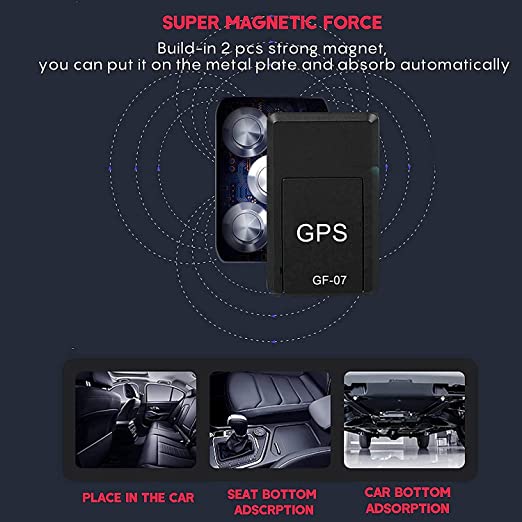 SUPER MAGNETIC FORCE
Build-in 2 pcs strong magnet,
you can put it on the metal plate and absorb automatically
GPS
GF-07
PLACE IN THE CAR
SEAT BOTTOM
ADSCRPTION
CAR BOTTOM
ADSORPTION